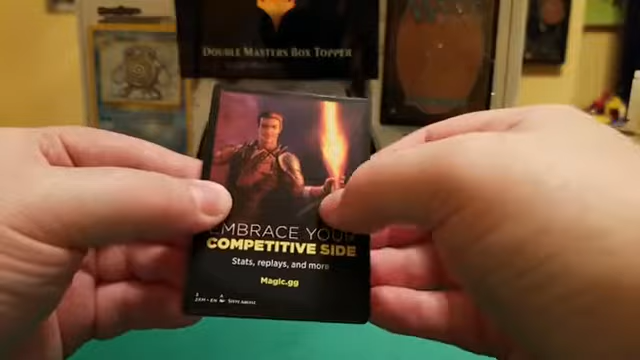 DOUBLE MASTERS BOX TOPPER
EMBRACE YOUR
COMPETITIVE SIDE
Stats, replays, and more
Magic.gg